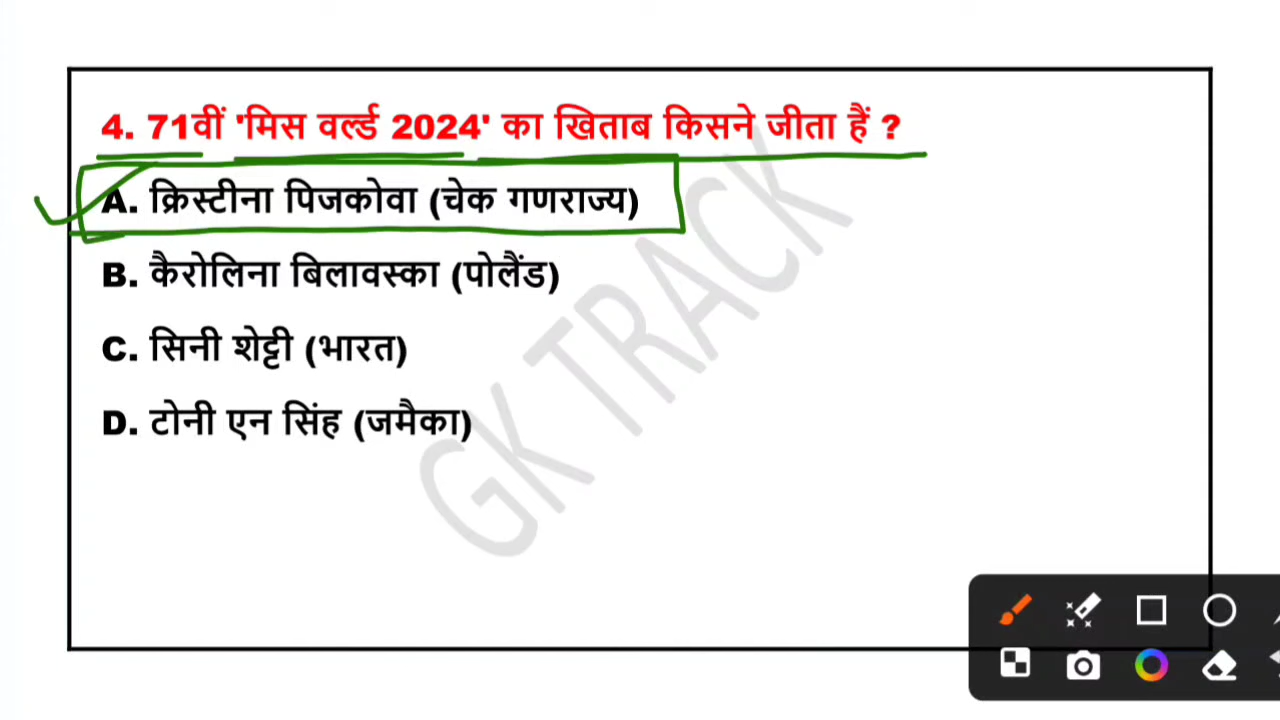 4. 71वीं 'मिस वर्ल्ड 2024' का खिताब किसने जीता हैं ?
A. क्रिस्टीना पिजकोवा (चेक गणराज्य)
B. कैरोलिना बिलावस्का (पोलैंड)
C. सिनी शेट्टी (भारत)
D. टोनी एन सिंह (जमैका)
GK TRACK